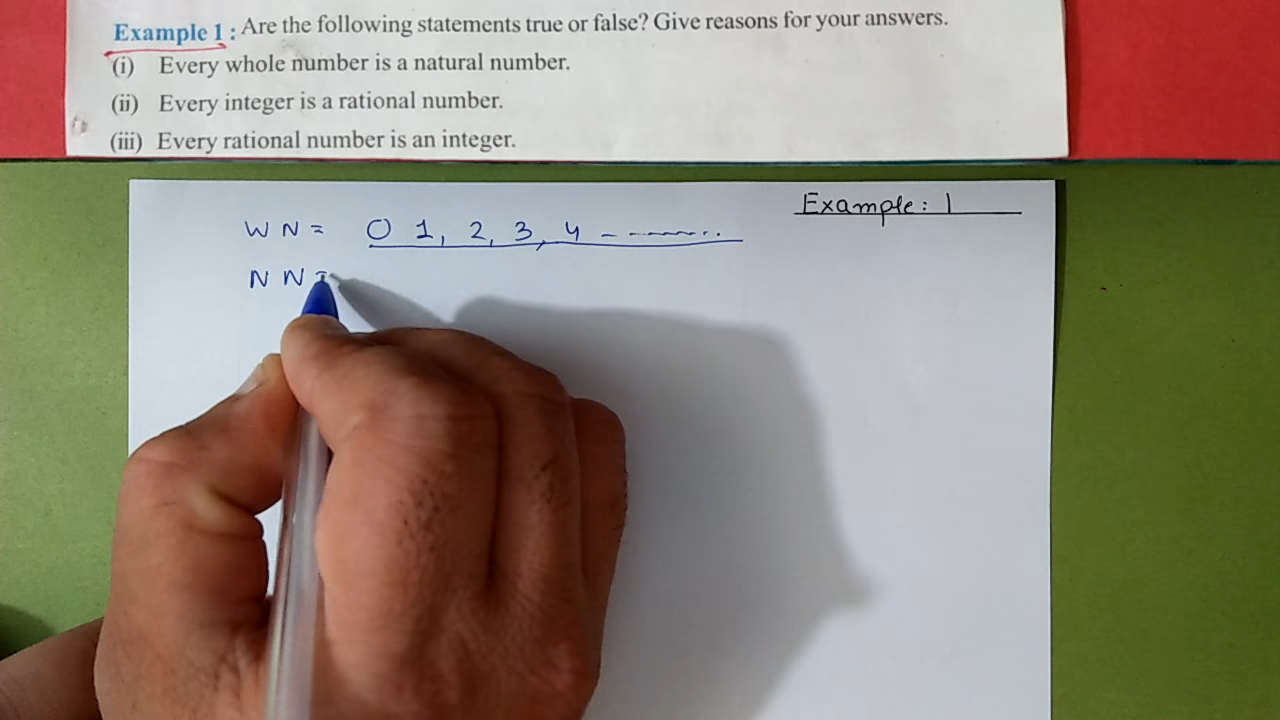 Example 1 : Are the following statements true or false? Give reasons for your answers.
(i) Every whole number is a natural number.
(ii) Every integer is a rational number.
(iii) Every rational number is an integer.
Example: 1
W N = 0 1, 2, 3, 4 - ------..
N N =